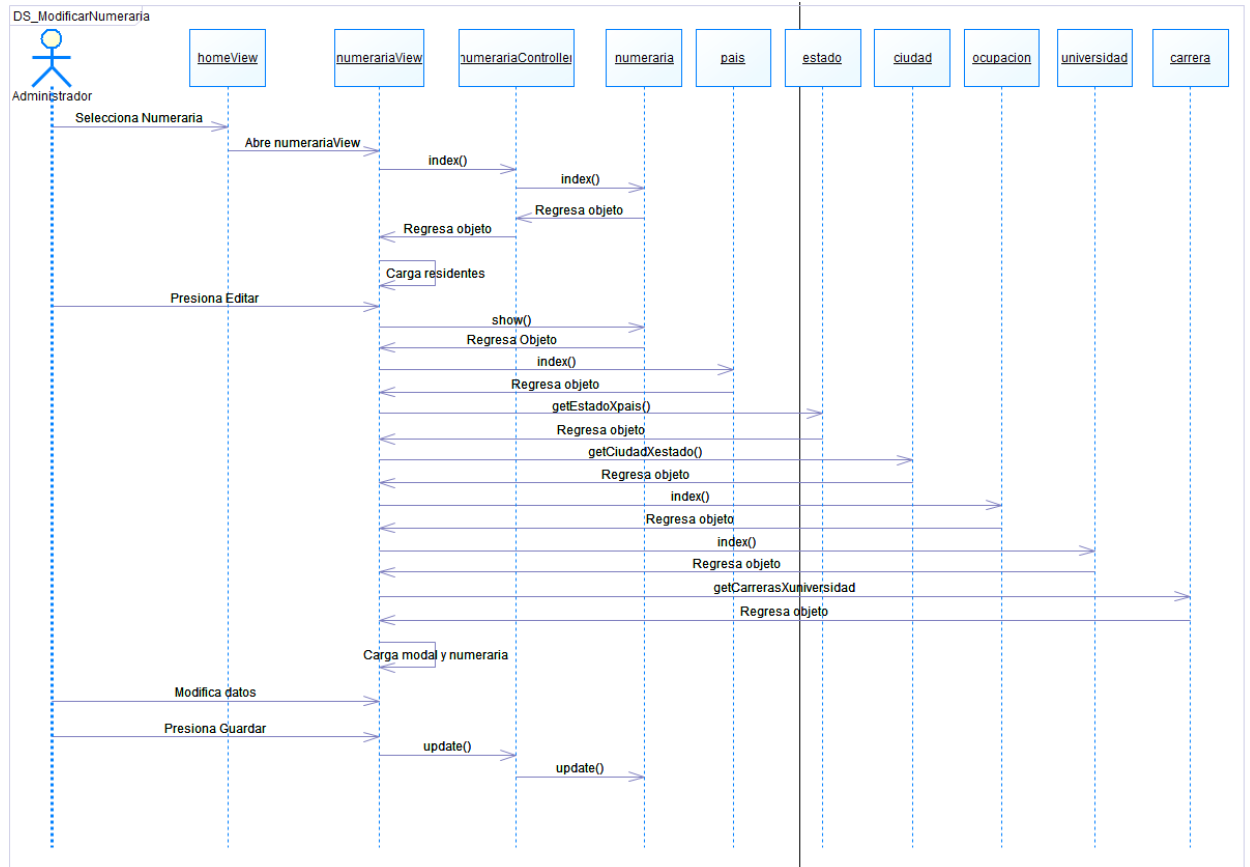 DS_ModificarNumeraria
homeView
numerariaView
numerariaController
numeraria
pais
estado
ciudad
ocupacion
universidad
carrera
Administrador
Selecciona Numeraria
Abre numerariaView
index()
index()
Regresa objeto
Regresa objeto
Carga residentes
Presiona Editar
show()
Regresa Objeto
index()
Regresa objeto
getEstadoXpais()
Regresa objeto
getCiudadXestado()
Regresa objeto
index()
Regresa objeto
index()
Regresa objeto
getCarrerasXuniversidad
Regresa objeto
Carga modal y numeraria
Modifica datos
Presiona Guardar
update()
update()